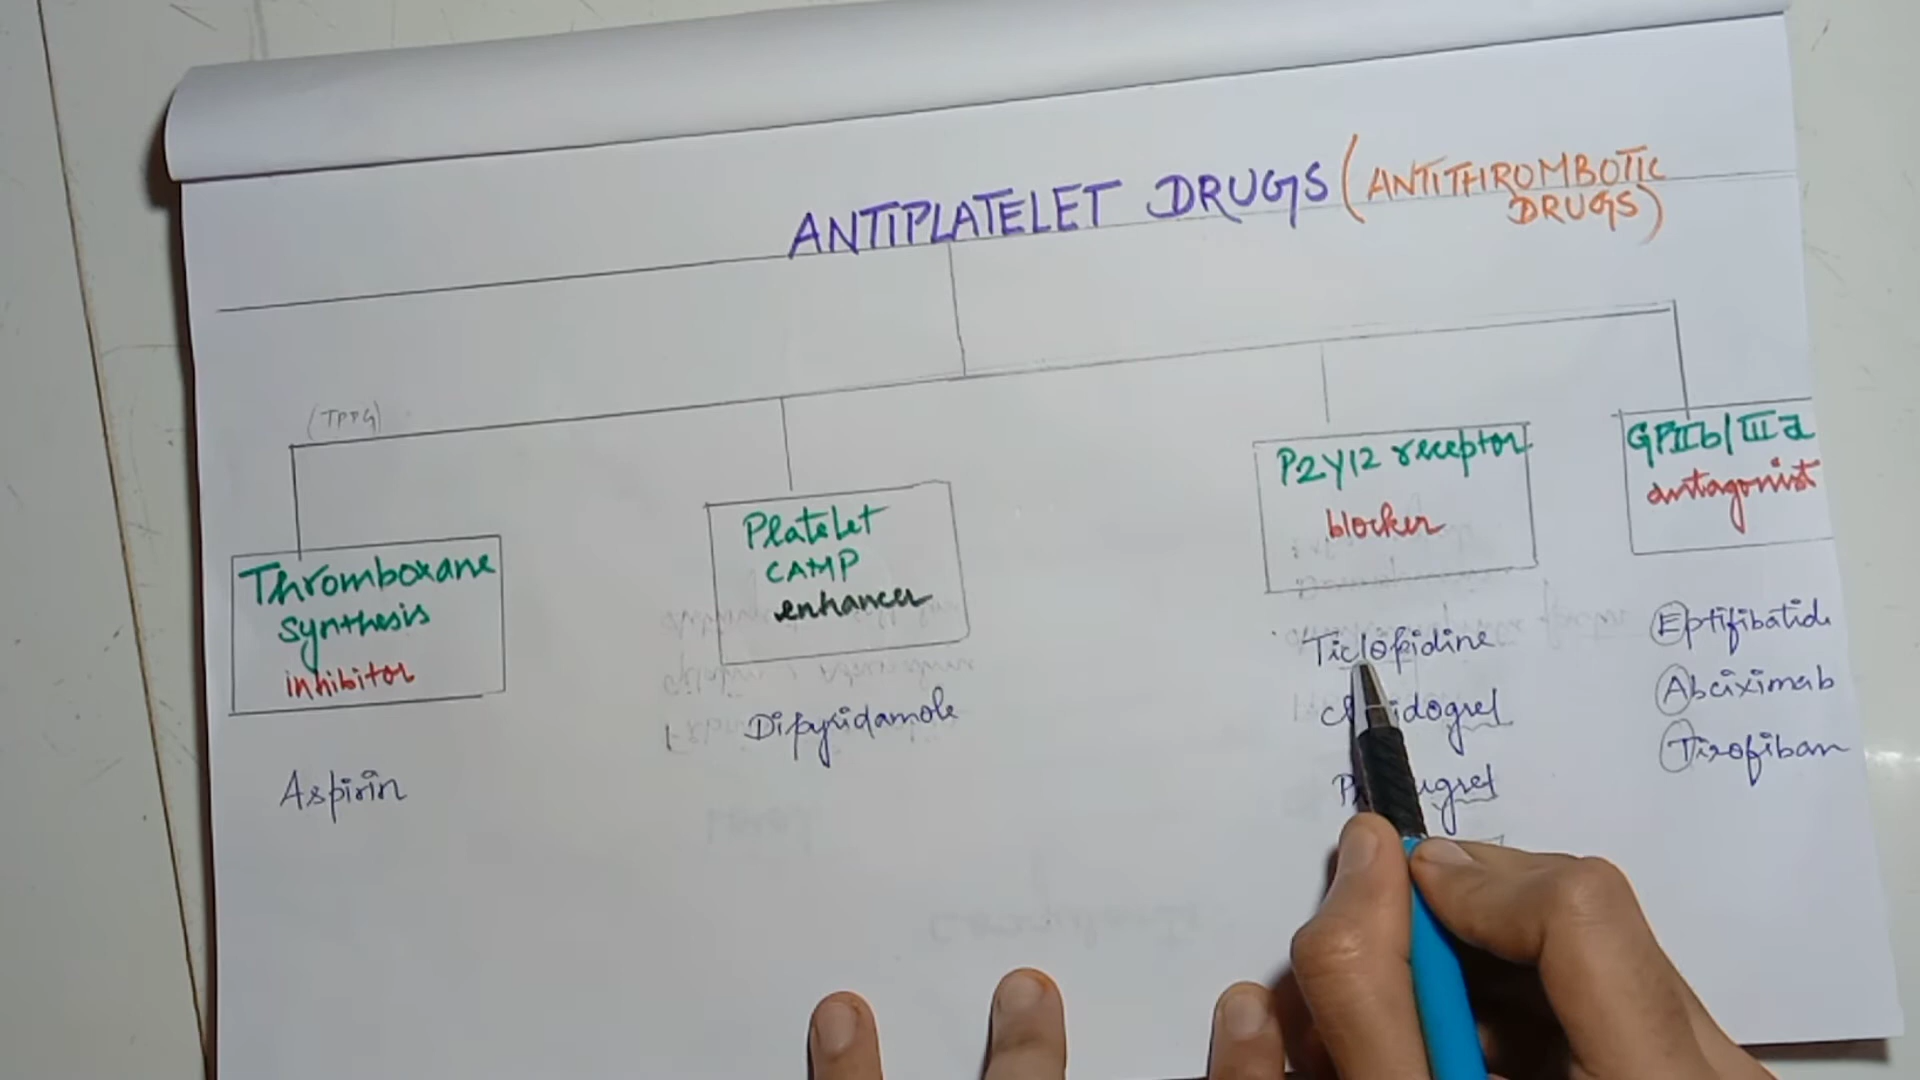 ANTIPLATELET DRUGS (ANTITHROMBOTIC
DRUGS)
(TPPG)
Thromboxane
synthesis
inhibitor
Aspirin
Platelet
CAMP
enhancer
Dipyridamole
P2Y12 receptor
blocker
Ticlopidine
GPIIb/IIIa
antagonist
Eptifibatid
Abciximab
Tirofiban